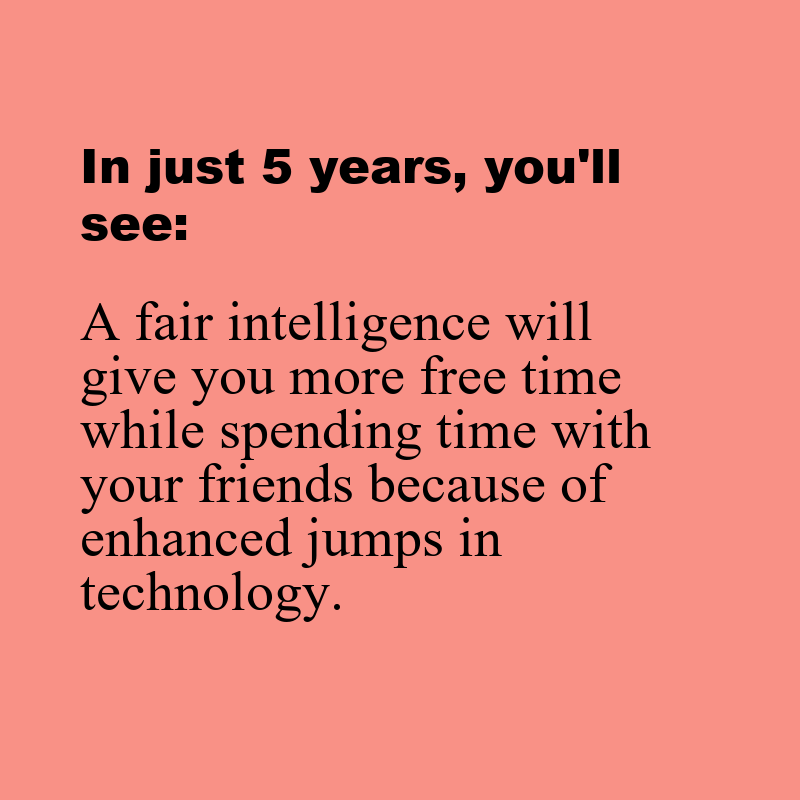 In just 5 years, you'll
see:
A fair intelligence will
give you more free time
while spending time with
your friends because of
enhanced jumps in
technology.